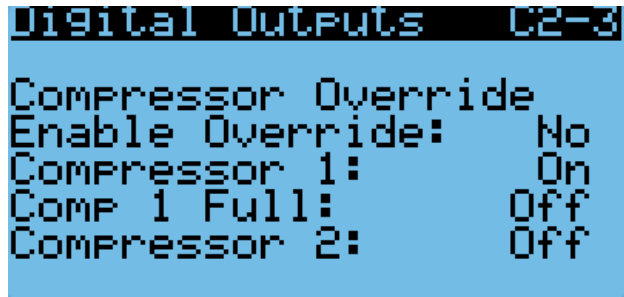 Digital Outputs C2-3
Compressor Override
Enable Override: No
Compressor 1: On
Comp 1 Full: Off
Compressor 2: Off